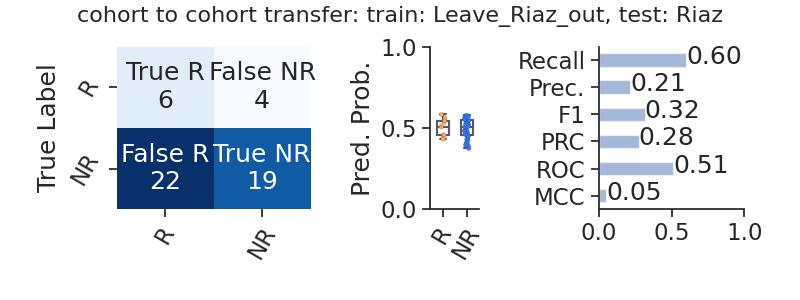 cohort to cohort transfer: train: Leave_Riaz_out, test: Riaz
True Label
R
NR
True R
6
False NR
4
False R
22
True NR
19
R
NR
Pred. Prob.
1.0
0.5
0.0
R
NR
Recall 0.60
Prec. 0.21
F1 0.32
PRC 0.28
ROC 0.51
MCC 0.05
0.0 0.5 1.0